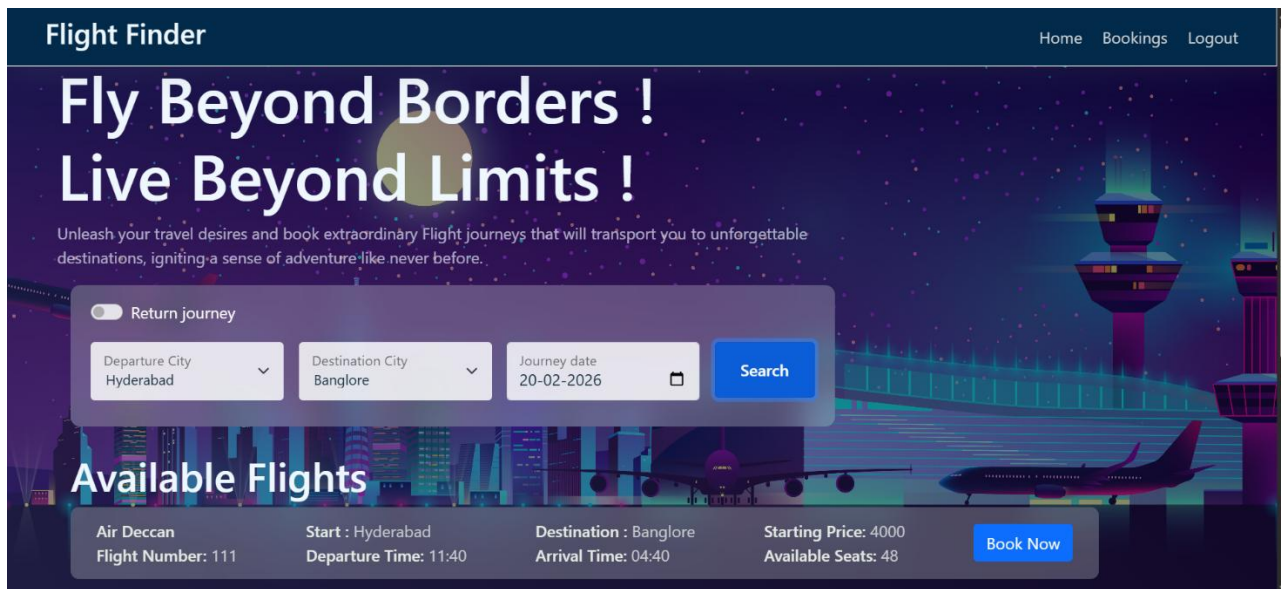 Flight Finder
Home Bookings Logout
Fly Beyond Borders !
Live Beyond Limits !
Unleash your travel desires and book extraordinary Flight journeys that will transport you to unforgettable
destinations, igniting a sense of adventure like never before.
Return journey
Departure City
Hyderabad
Destination City
Banglore
Journey date
20-02-2026
Search
Available Flights
Air Deccan
Flight Number: 111
Start : Hyderabad
Departure Time: 11:40
Destination : Banglore
Arrival Time: 04:40
Starting Price: 4000
Available Seats: 48
Book Now